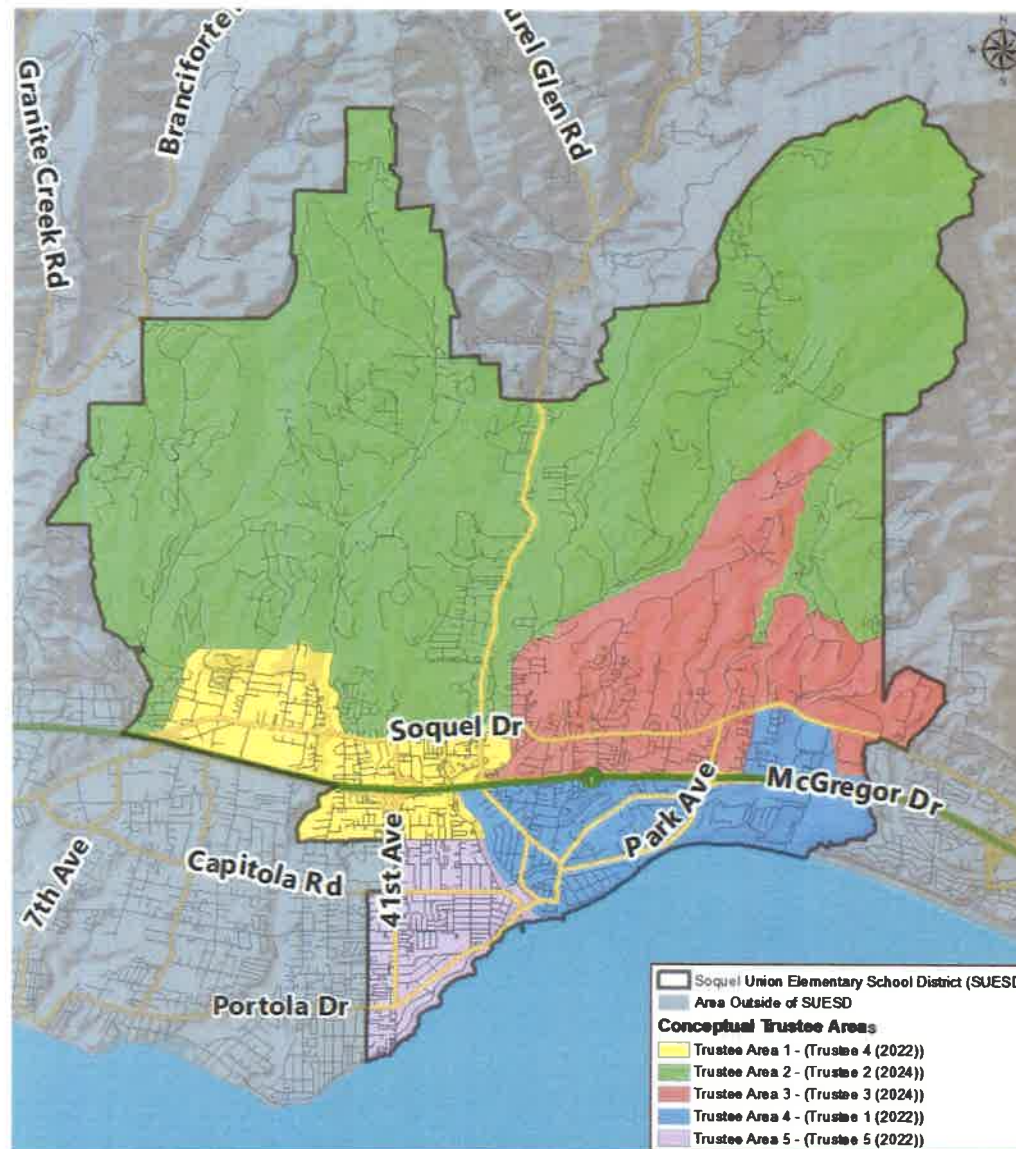 Granite Creek Rd
Branciforte
urel Glen Rd
Soquel Dr
McGregor Dr
Park Ave
41st Ave
Capitola Rd
7th Ave
Portola Dr
1
Soquel Union Elementary School District (SUESD
Area Outside of SUESD
Conceptual Trustee Areas
Trustee Area 1 - (Trustee 4 (2022))
Trustee Area 2 - (Trustee 2 (2024))
Trustee Area 3 - (Trustee 3 (2024))
Trustee Area 4 - (Trustee 1 (2022))
Trustee Area 5 - (Trustee 5 (2022))